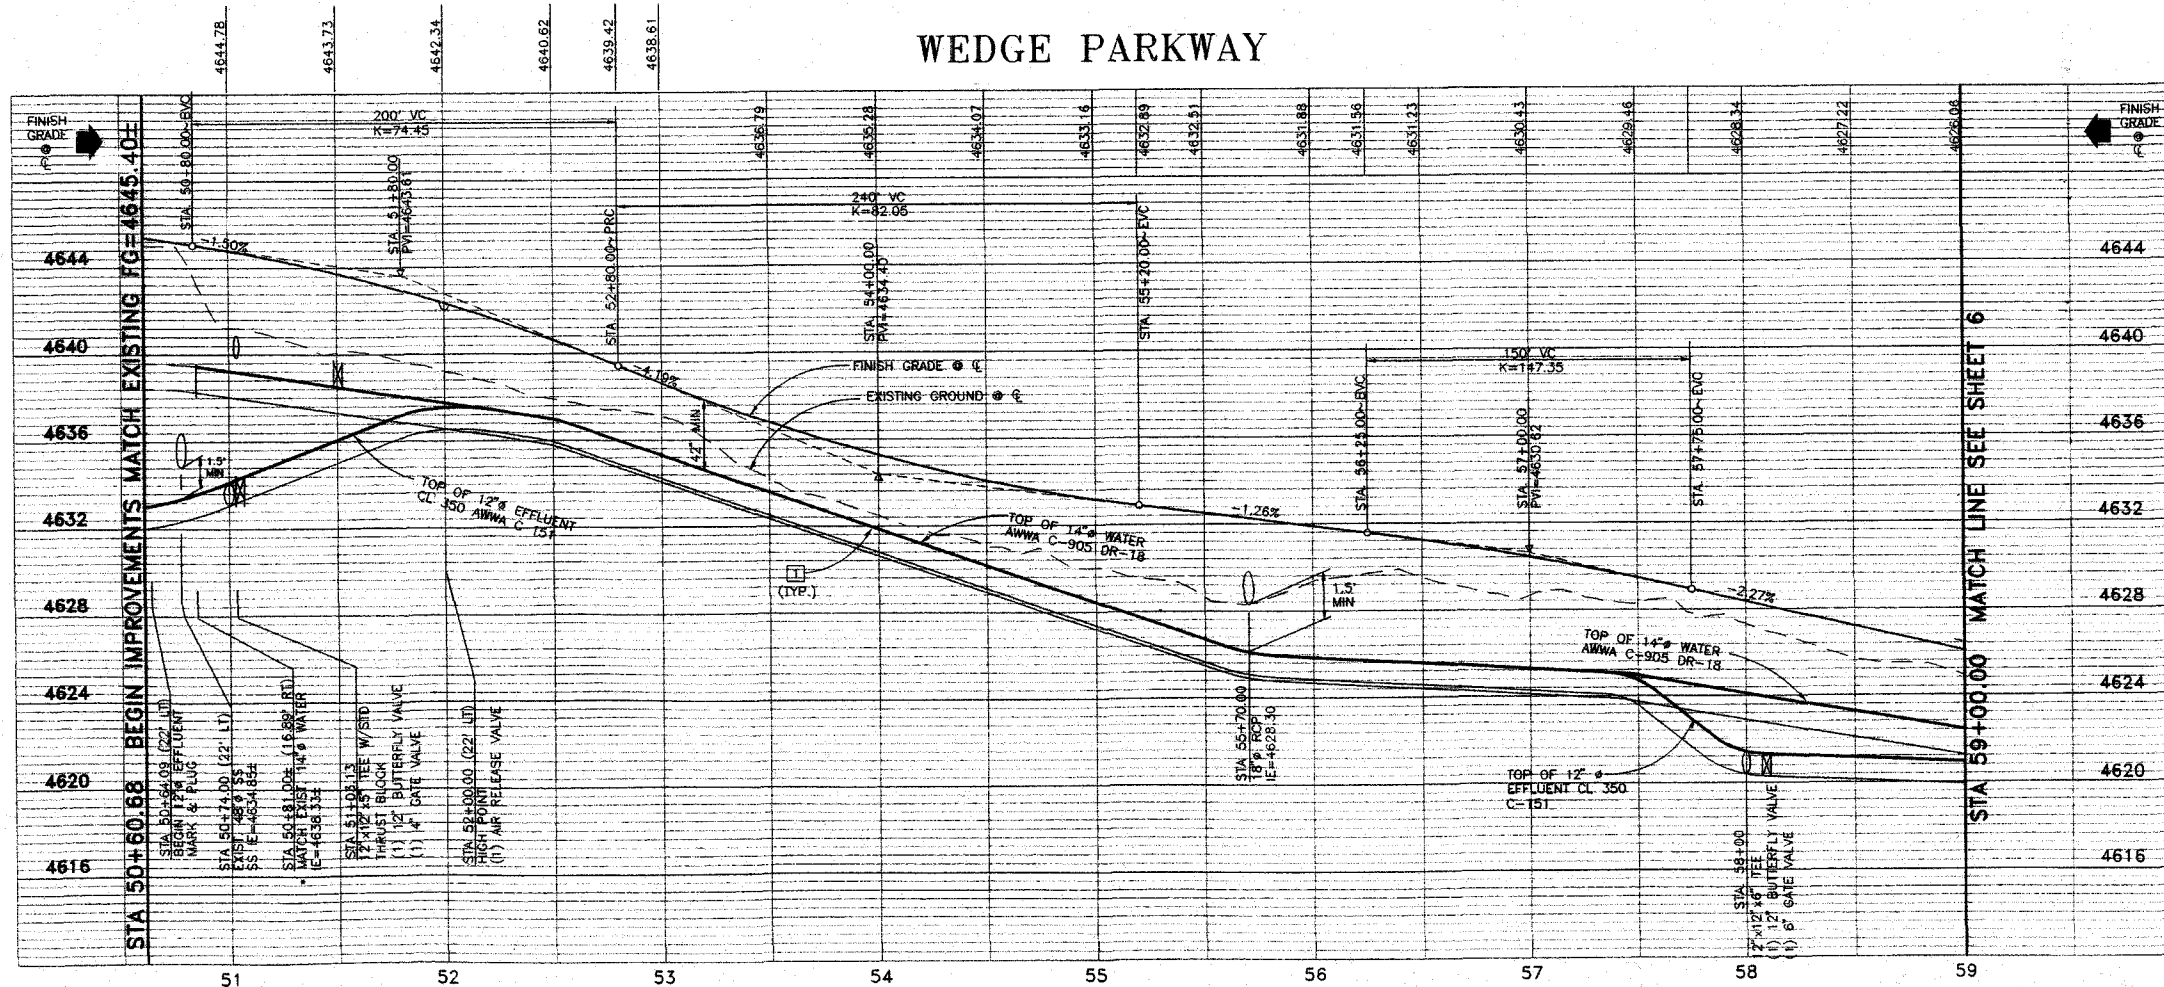 WEDGE PARKWAY
4644.78
4643.73
4642.34
4640.62
4639.42
4638.61
4636.79
4635.28
4634.07
4633.16
4632.89
4632.51
4631.88
4631.56
4631.23
4630.43
4629.46
4628.34
4627.22
4626.08
FINISH
GRADE
@
℄
FINISH
GRADE
@
℄
STA 50+60.68 BEGIN IMPROVEMENTS MATCH EXISTING FG=4645.40±
STA. 50+80.00~BVC
200' VC
K=74.45
STA. 51+80.00
PVI=4643.61
STA. 52+80.00~PRC
240' VC
K=82.05
STA. 54+00.00
PVI=4634.40
STA. 55+20.00~EVC
150' VC
K=147.35
STA. 56+25.00~BVC
STA. 57+00.00
PVI=4630.62
STA. 57+75.00~EVC
-1.50%
-4.19%
-1.26%
-2.27%
FINISH GRADE @ ℄
EXISTING GROUND @ ℄
42" MIN
1.5'
MIN
TOP OF 12"ø EFFLUENT
CL 350 AWWA C-151
TOP OF 14"ø WATER
AWWA C-905 DR-18
1
(TYP.)
1.5'
MIN
TOP OF 14"ø WATER
AWWA C-905 DR-18
TOP OF 12" ø
EFFLUENT CL 350
C-151
STA 50+64.09 (22' LT)
BEGIN 12"ø EFFLUENT
MARK & PLUG
STA 50+74.00 (22' LT)
EXIST 48"ø SS
SS IE=4634.85±
STA 50+81.00± (16.89' RT)
MATCH EXIST 14"ø WATER
IE=4638.33±
STA 51+03.13
12"x12"x5" TEE W/STD
THRUST BLOCK
(1) 12" BUTTERFLY VALVE
(1) 4" GATE VALVE
STA 52+00.00 (22' LT)
HIGH POINT
(1) AIR RELEASE VALVE
STA 55+70.00
18"ø RCP
IE=4628.30
STA 58+00
12"x12"x6" TEE
(1) 12" BUTTERFLY VALVE
(1) 6" GATE VALVE
STA 59+00.00 MATCH LINE SEE SHEET 6
4644
4640
4636
4632
4628
4624
4620
4616
4644
4640
4636
4632
4628
4624
4620
4616
51
52
53
54
55
56
57
58
59